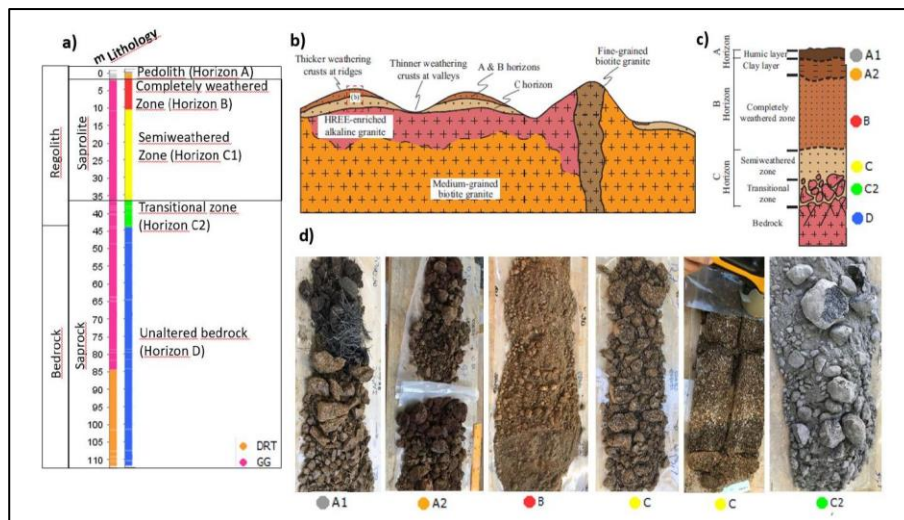 a)
m Lithology
0
5
10
15
20
25
30
35
40
45
50
55
60
65
70
75
80
85
90
95
100
105
110
Regolith
Bedrock
Saprolite
Saprock
Pedolith (Horizon A)
Completely weathered
Zone (Horizon B)
Semiweathered
Zone (Horizon C1)
Transitional zone
(Horizon C2)
Unaltered bedrock
(Horizon D)
DRT
GG
b)
Thicker weathering
crusts at ridges
Thinner weathering
crusts at valleys
A & B horizons
C horizon
Fine-grained
biotite granite
(b)
HREE-enriched
alkaline granite
Medium-grained
biotite granite
c)
A
Horizon
B
Horizon
C
Horizon
Humic layer
Clay layer
Completely
weathered zone
Semiweathered
zone
Transitional
zone
Bedrock
A1
A2
B
C
C2
D
d)
A1
A2
B
C
C
C2